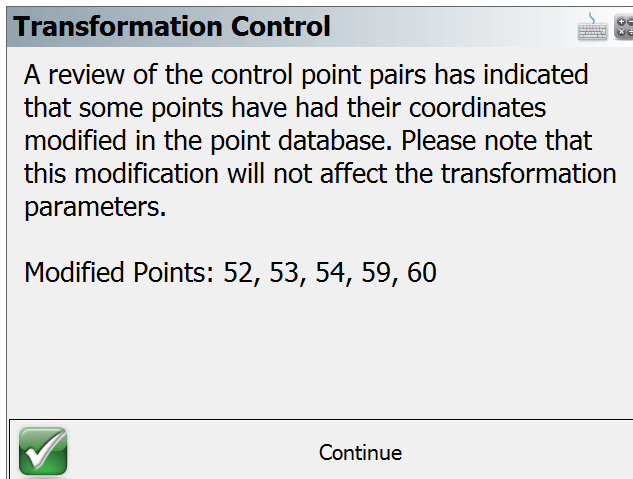 Transformation Control
A review of the control point pairs has indicated
that some points have had their coordinates
modified in the point database. Please note that
this modification will not affect the transformation
parameters.
Modified Points: 52, 53, 54, 59, 60
Continue